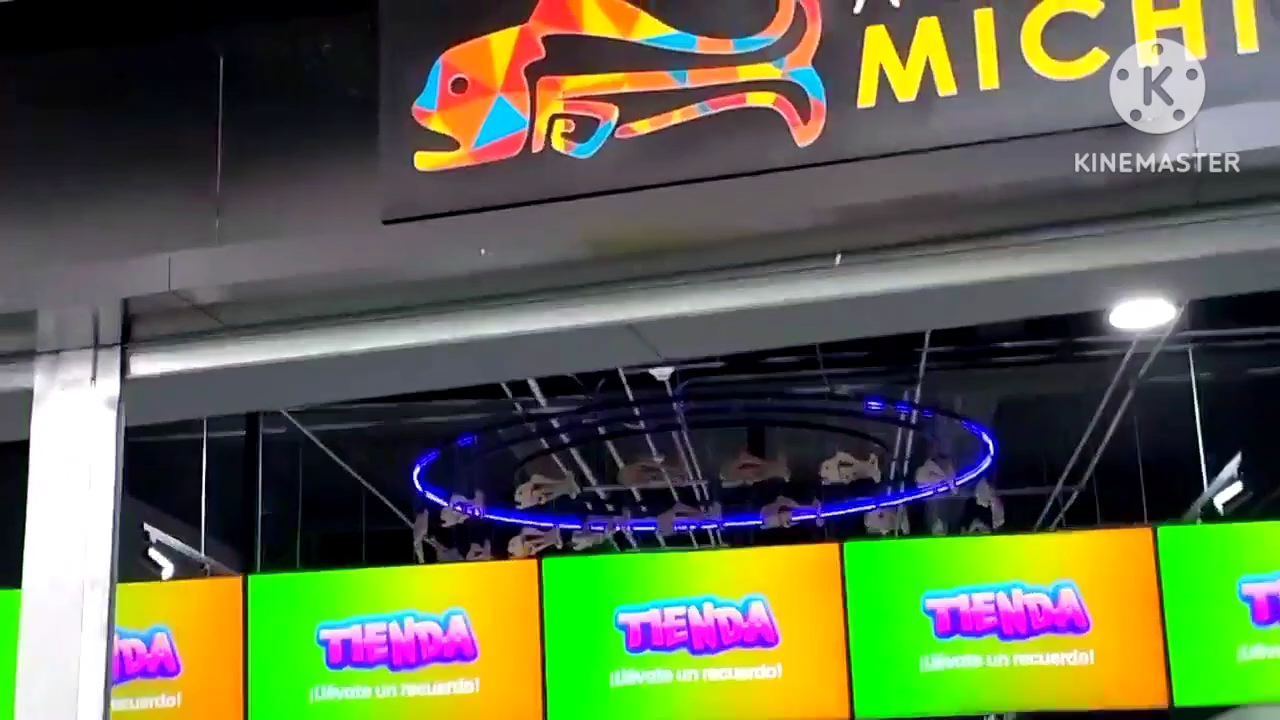 MICHI
KINEMASTER
TIENDA
¡Llévate un recuerdo!
TIENDA
¡Llévate un recuerdo!
TIENDA
¡Llévate un recuerdo!